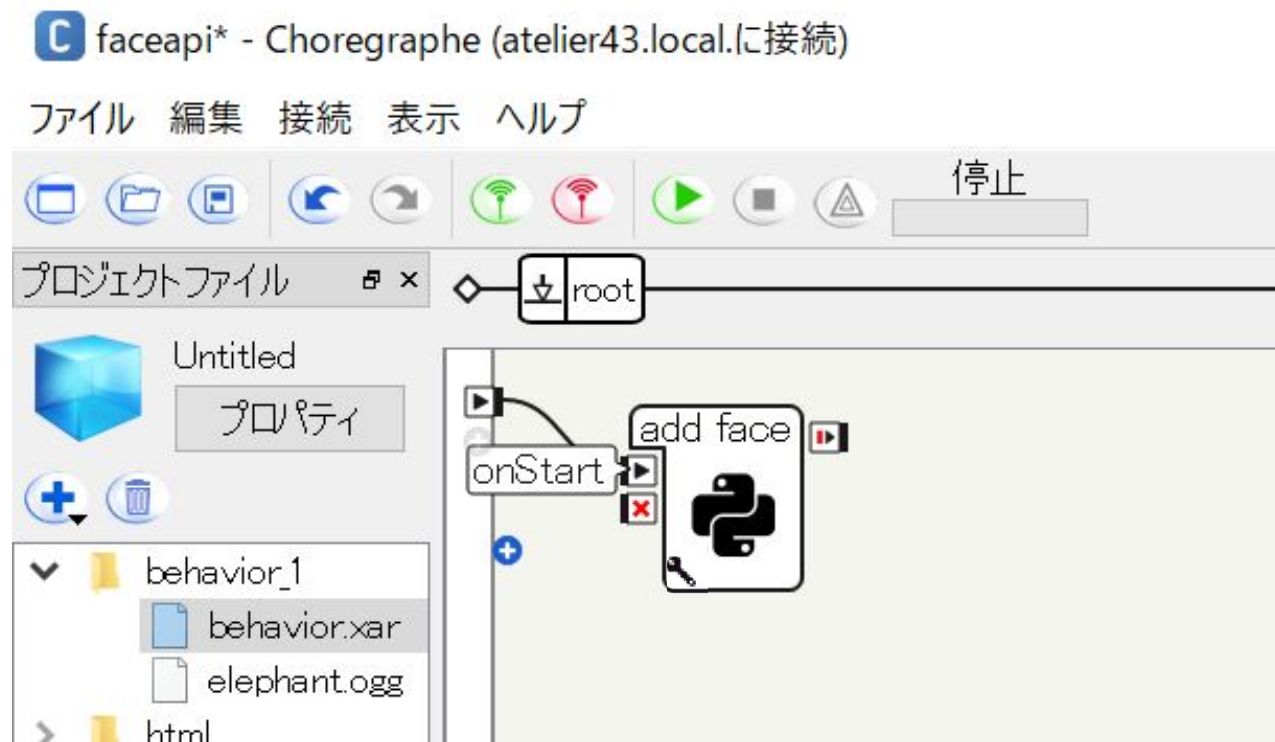 faceapi* - Choregraphe (atelier43.local.に接続)
ファイル 編集 接続 表示 ヘルプ
停止
プロジェクトファイル
root
Untitled
プロパティ
add face
onStart
behavior_1
behavior.xar
elephant.ogg
html